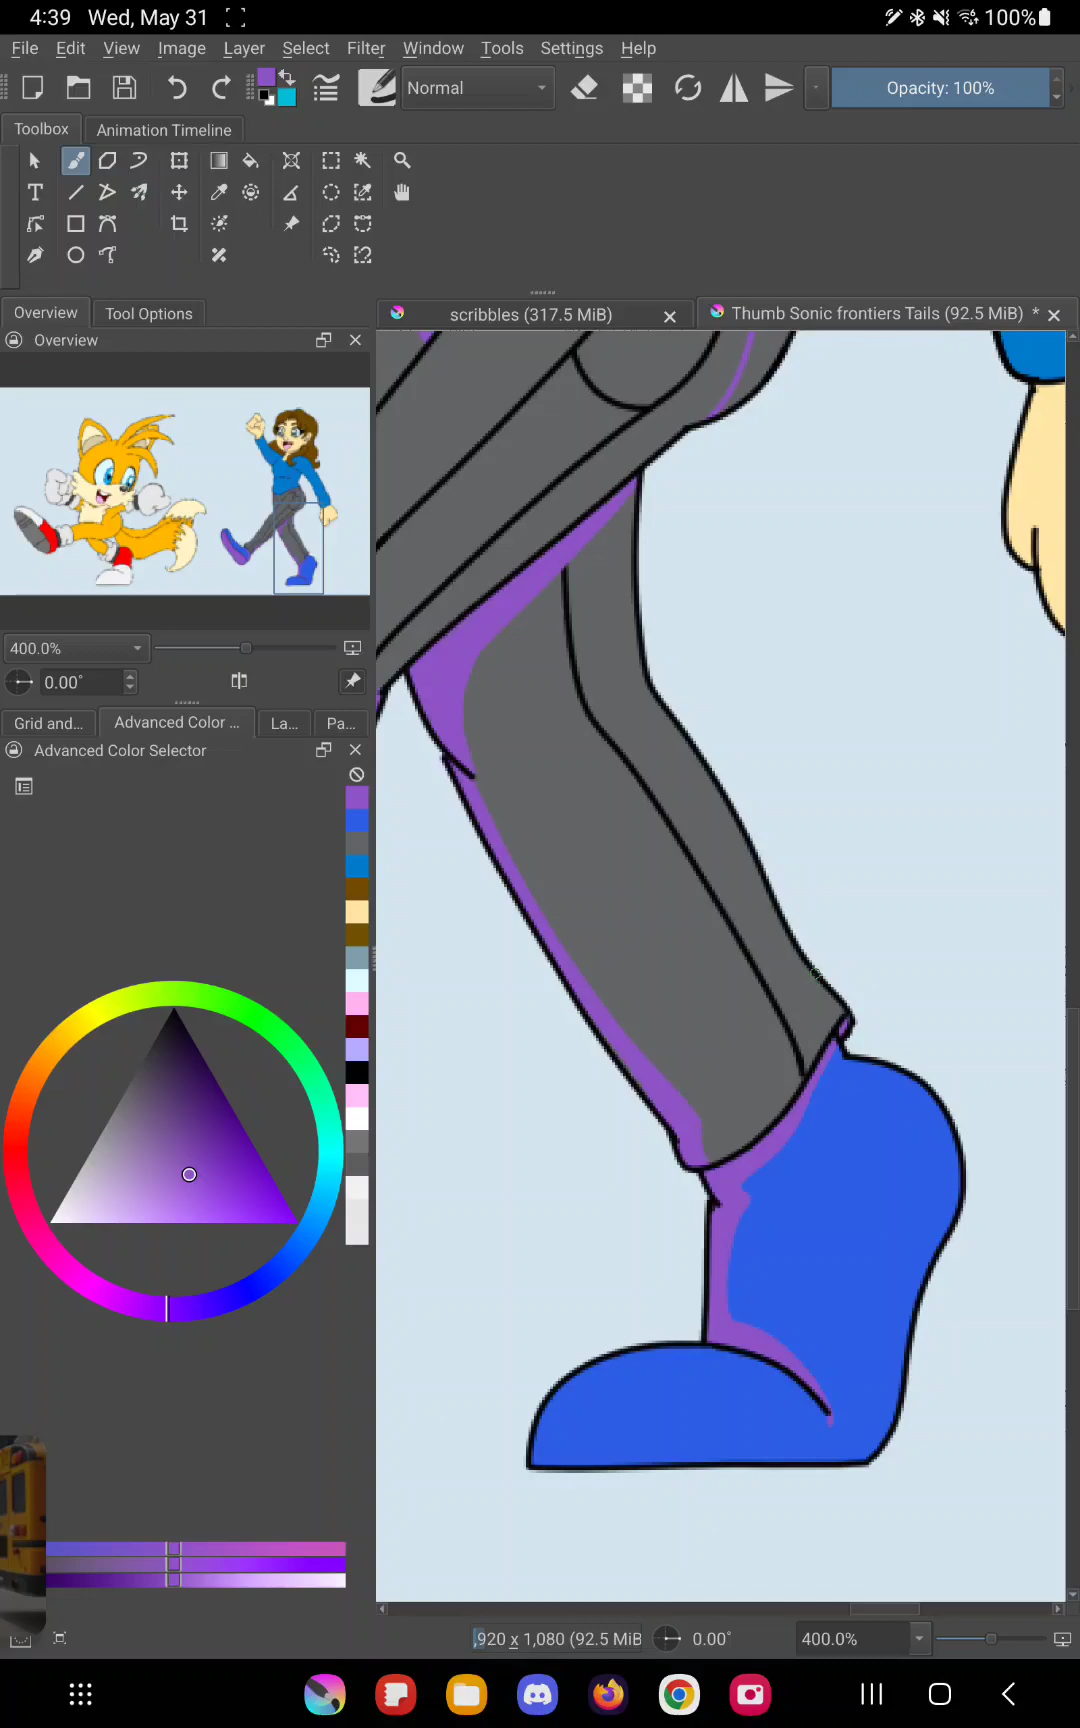 4:39 Wed, May 31
100%
File Edit View Image Layer Select Filter Window Tools Settings Help
Normal
Opacity: 100%
Toolbox Animation Timeline
Overview Tool Options
scribbles (317.5 MiB)
Thumb Sonic frontiers Tails (92.5 MiB) *
Overview
400.0%
0.00°
Grid and... Advanced Color ... La... Pa...
Advanced Color Selector
,920 x 1,080 (92.5 MiB
0.00°
400.0%